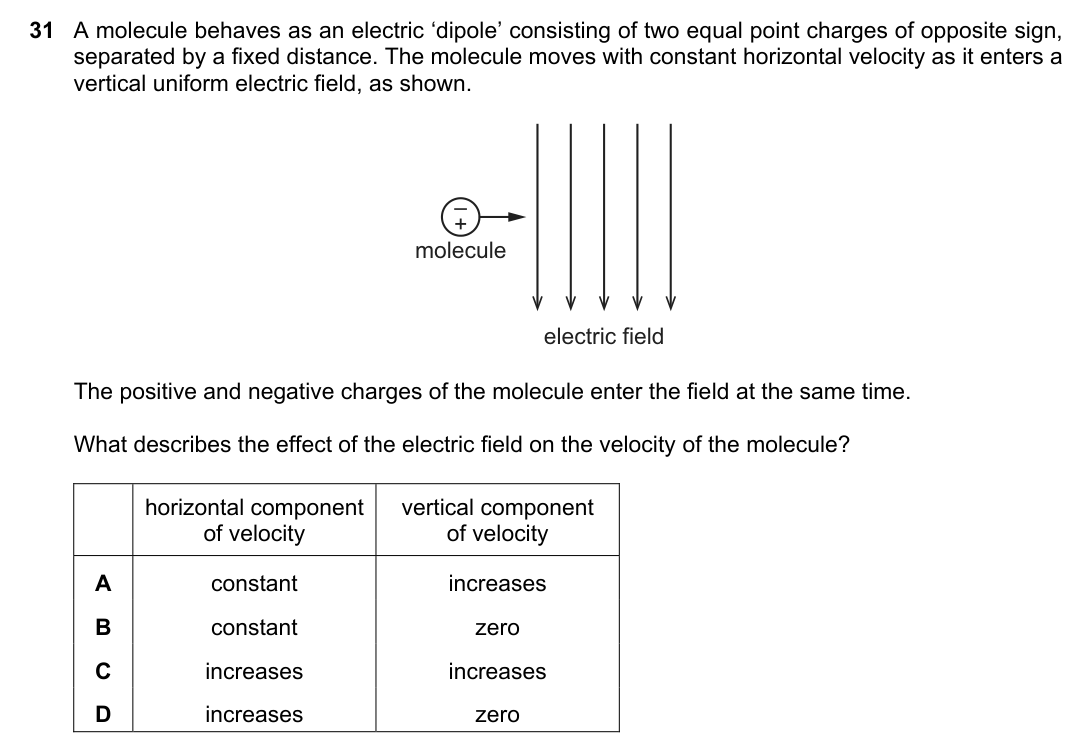 31 A molecule behaves as an electric ‘dipole’ consisting of two equal point charges of opposite sign,
separated by a fixed distance. The molecule moves with constant horizontal velocity as it enters a
vertical uniform electric field, as shown.
–
+
molecule
electric field
The positive and negative charges of the molecule enter the field at the same time.
What describes the effect of the electric field on the velocity of the molecule?
horizontal component
of velocity
vertical component
of velocity
A constant increases
B constant zero
C increases increases
D increases zero